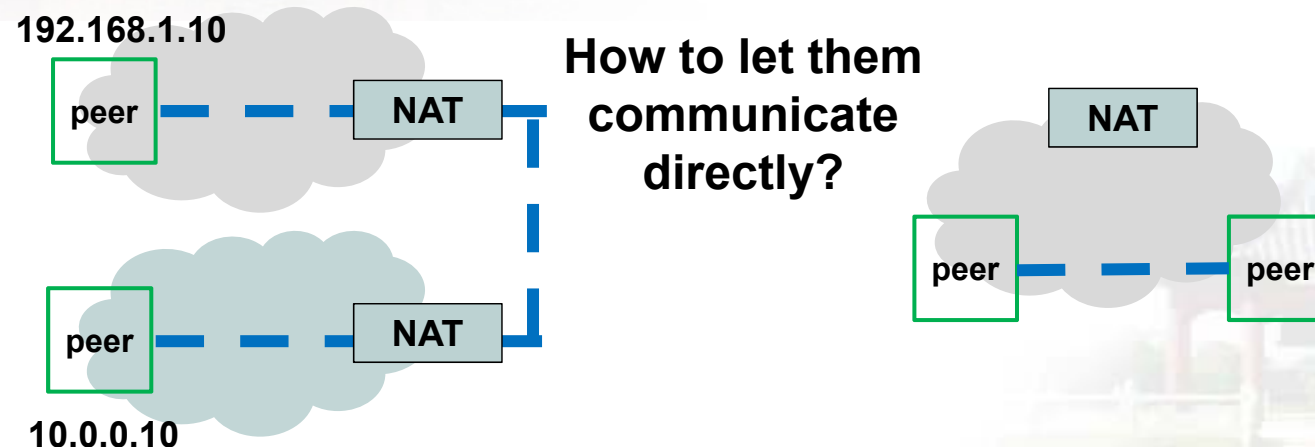 192.168.1.10
peer
NAT
How to let them
communicate
directly?
NAT
peer
peer
peer
NAT
10.0.0.10